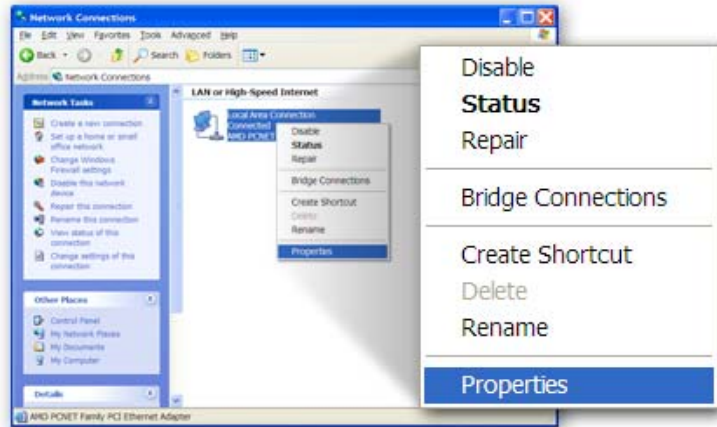 Network Connections
File Edit View Favorites Tools Advanced Help
Back Search Folders
Address Network Connections
Network Tasks
Create a new connection
Set up a home or small
office network
Change Windows
Firewall settings
Disable this network
device
Repair this connection
Rename this connection
View status of this
connection
Change settings of this
connection
Other Places
Control Panel
My Network Places
My Documents
My Computer
Details
LAN or High-Speed Internet
Local Area Connection
Connected
AMD PCNET
Disable
Status
Repair
Bridge Connections
Create Shortcut
Delete
Rename
Properties
AMD PCNET Family PCI Ethernet Adapter
Disable
Status
Repair
Bridge Connections
Create Shortcut
Delete
Rename
Properties